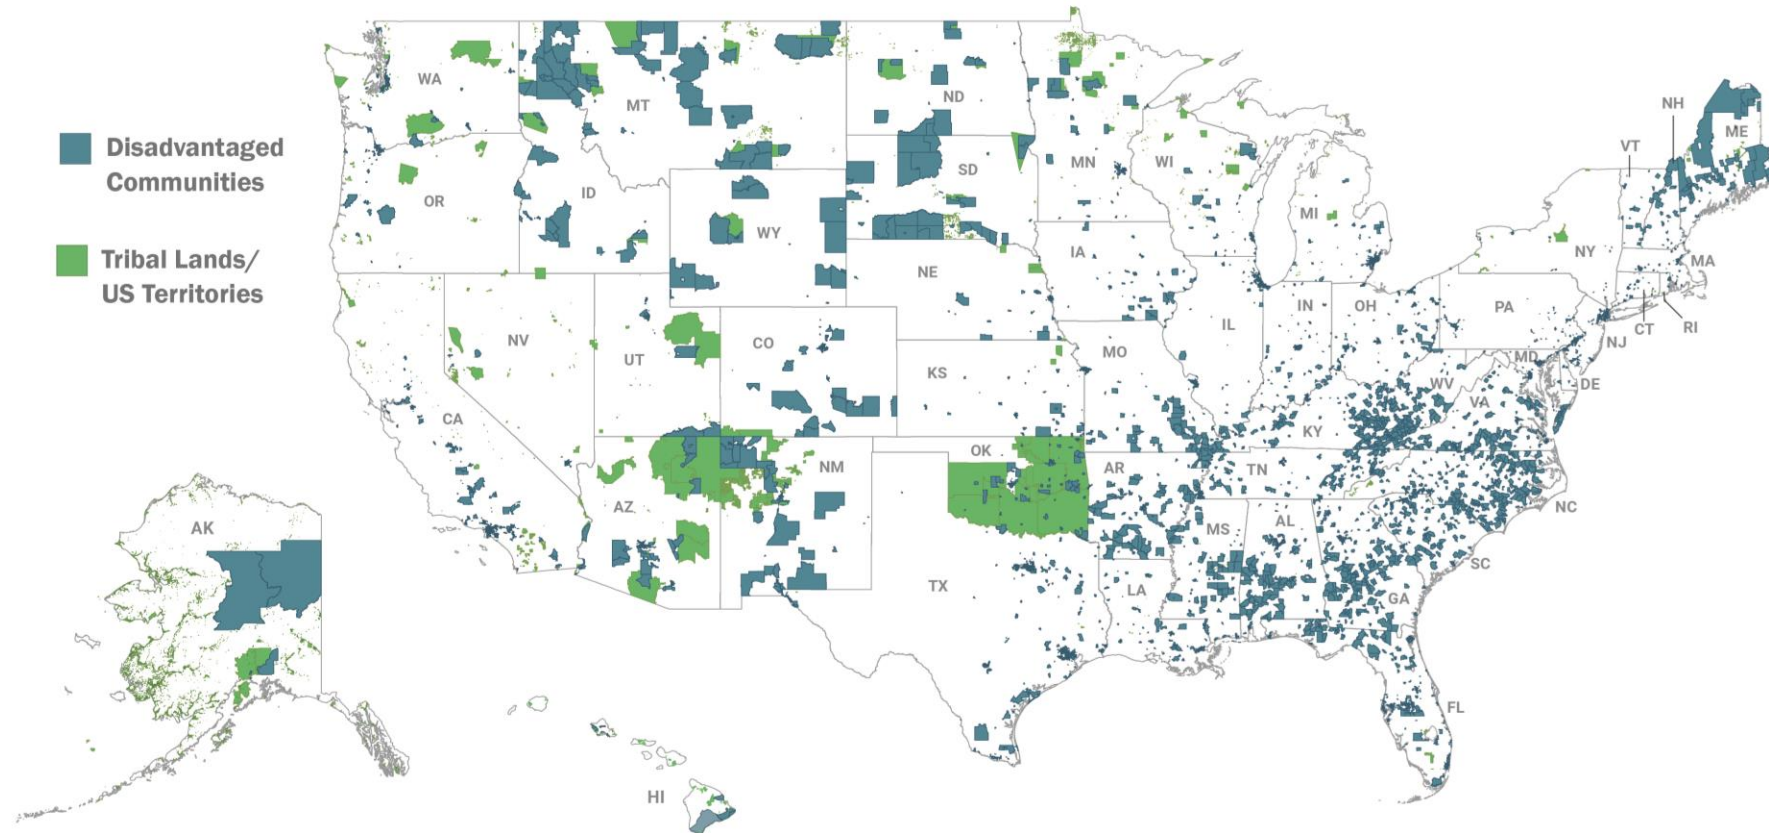 Disadvantaged
Communities
Tribal Lands/
US Territories
WA
MT
ND
MN
WI
MI
VT
NH
ME
OR
ID
WY
SD
NY
MA
NE
IA
IL
IN
OH
PA
CT
RI
NJ
NV
UT
CO
KS
MO
WV
MD
DE
VA
CA
AZ
NM
OK
AR
KY
TN
NC
AK
TX
LA
MS
AL
GA
SC
FL
HI